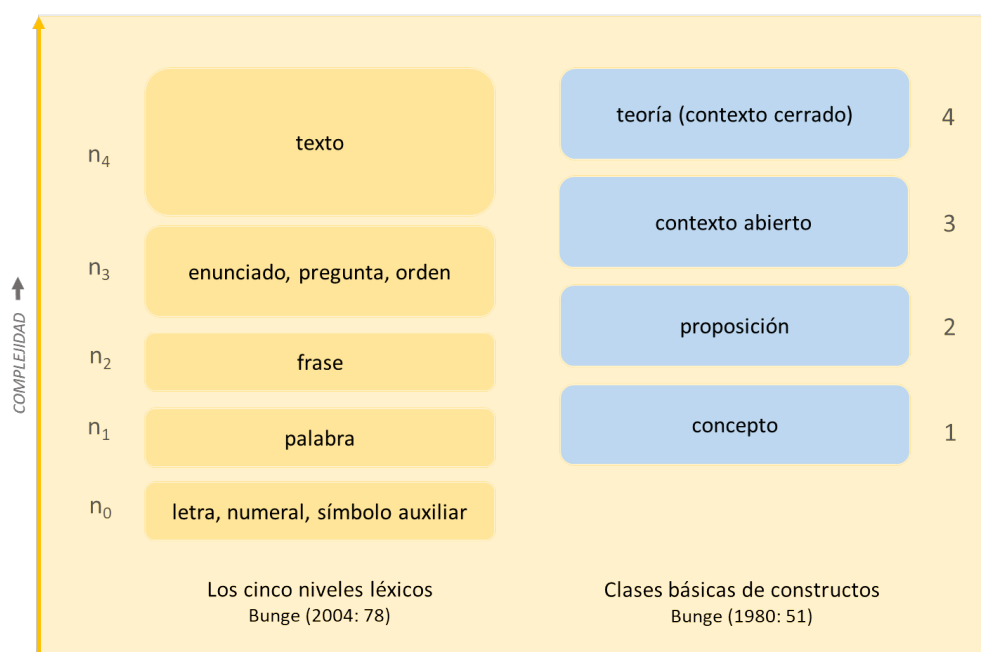 COMPLEJIDAD →
n₄
texto
n₃
enunciado, pregunta, orden
n₂
frase
n₁
palabra
n₀
letra, numeral, símbolo auxiliar
Los cinco niveles léxicos
Bunge (2004: 78)
teoría (contexto cerrado)
4
contexto abierto
3
proposición
2
concepto
1
Clases básicas de constructos
Bunge (1980: 51)